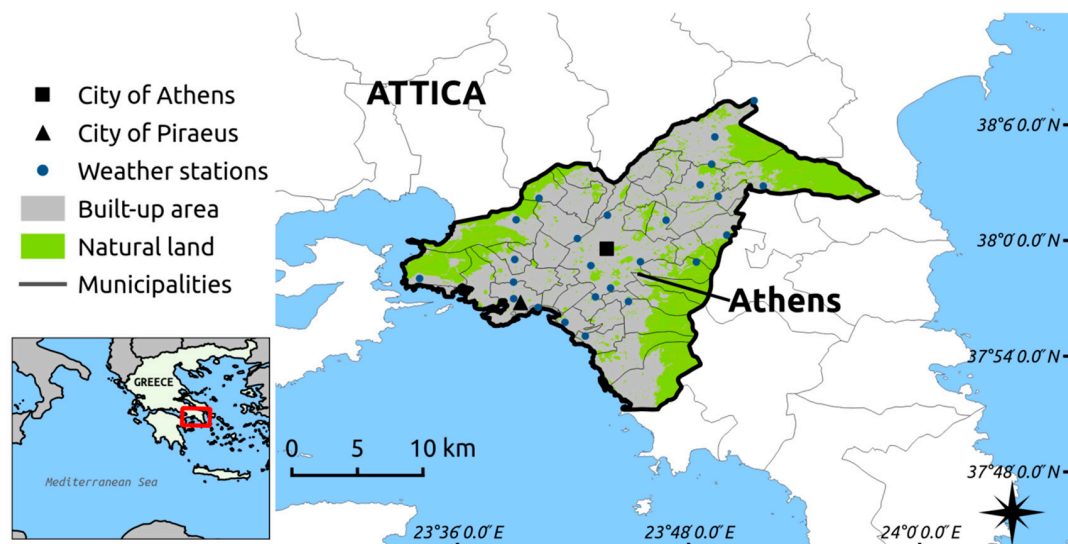 City of Athens
City of Piraeus
Weather stations
Built-up area
Natural land
Municipalities
GREECE
Mediterranean Sea
ATTICA
Athens
0 5 10 km
38°6′0.0″N
38°0′0.0″N
37°54′0.0″N
37°48′0.0″N
23°36′0.0″E
23°48′0.0″E
24°0′0.0″E